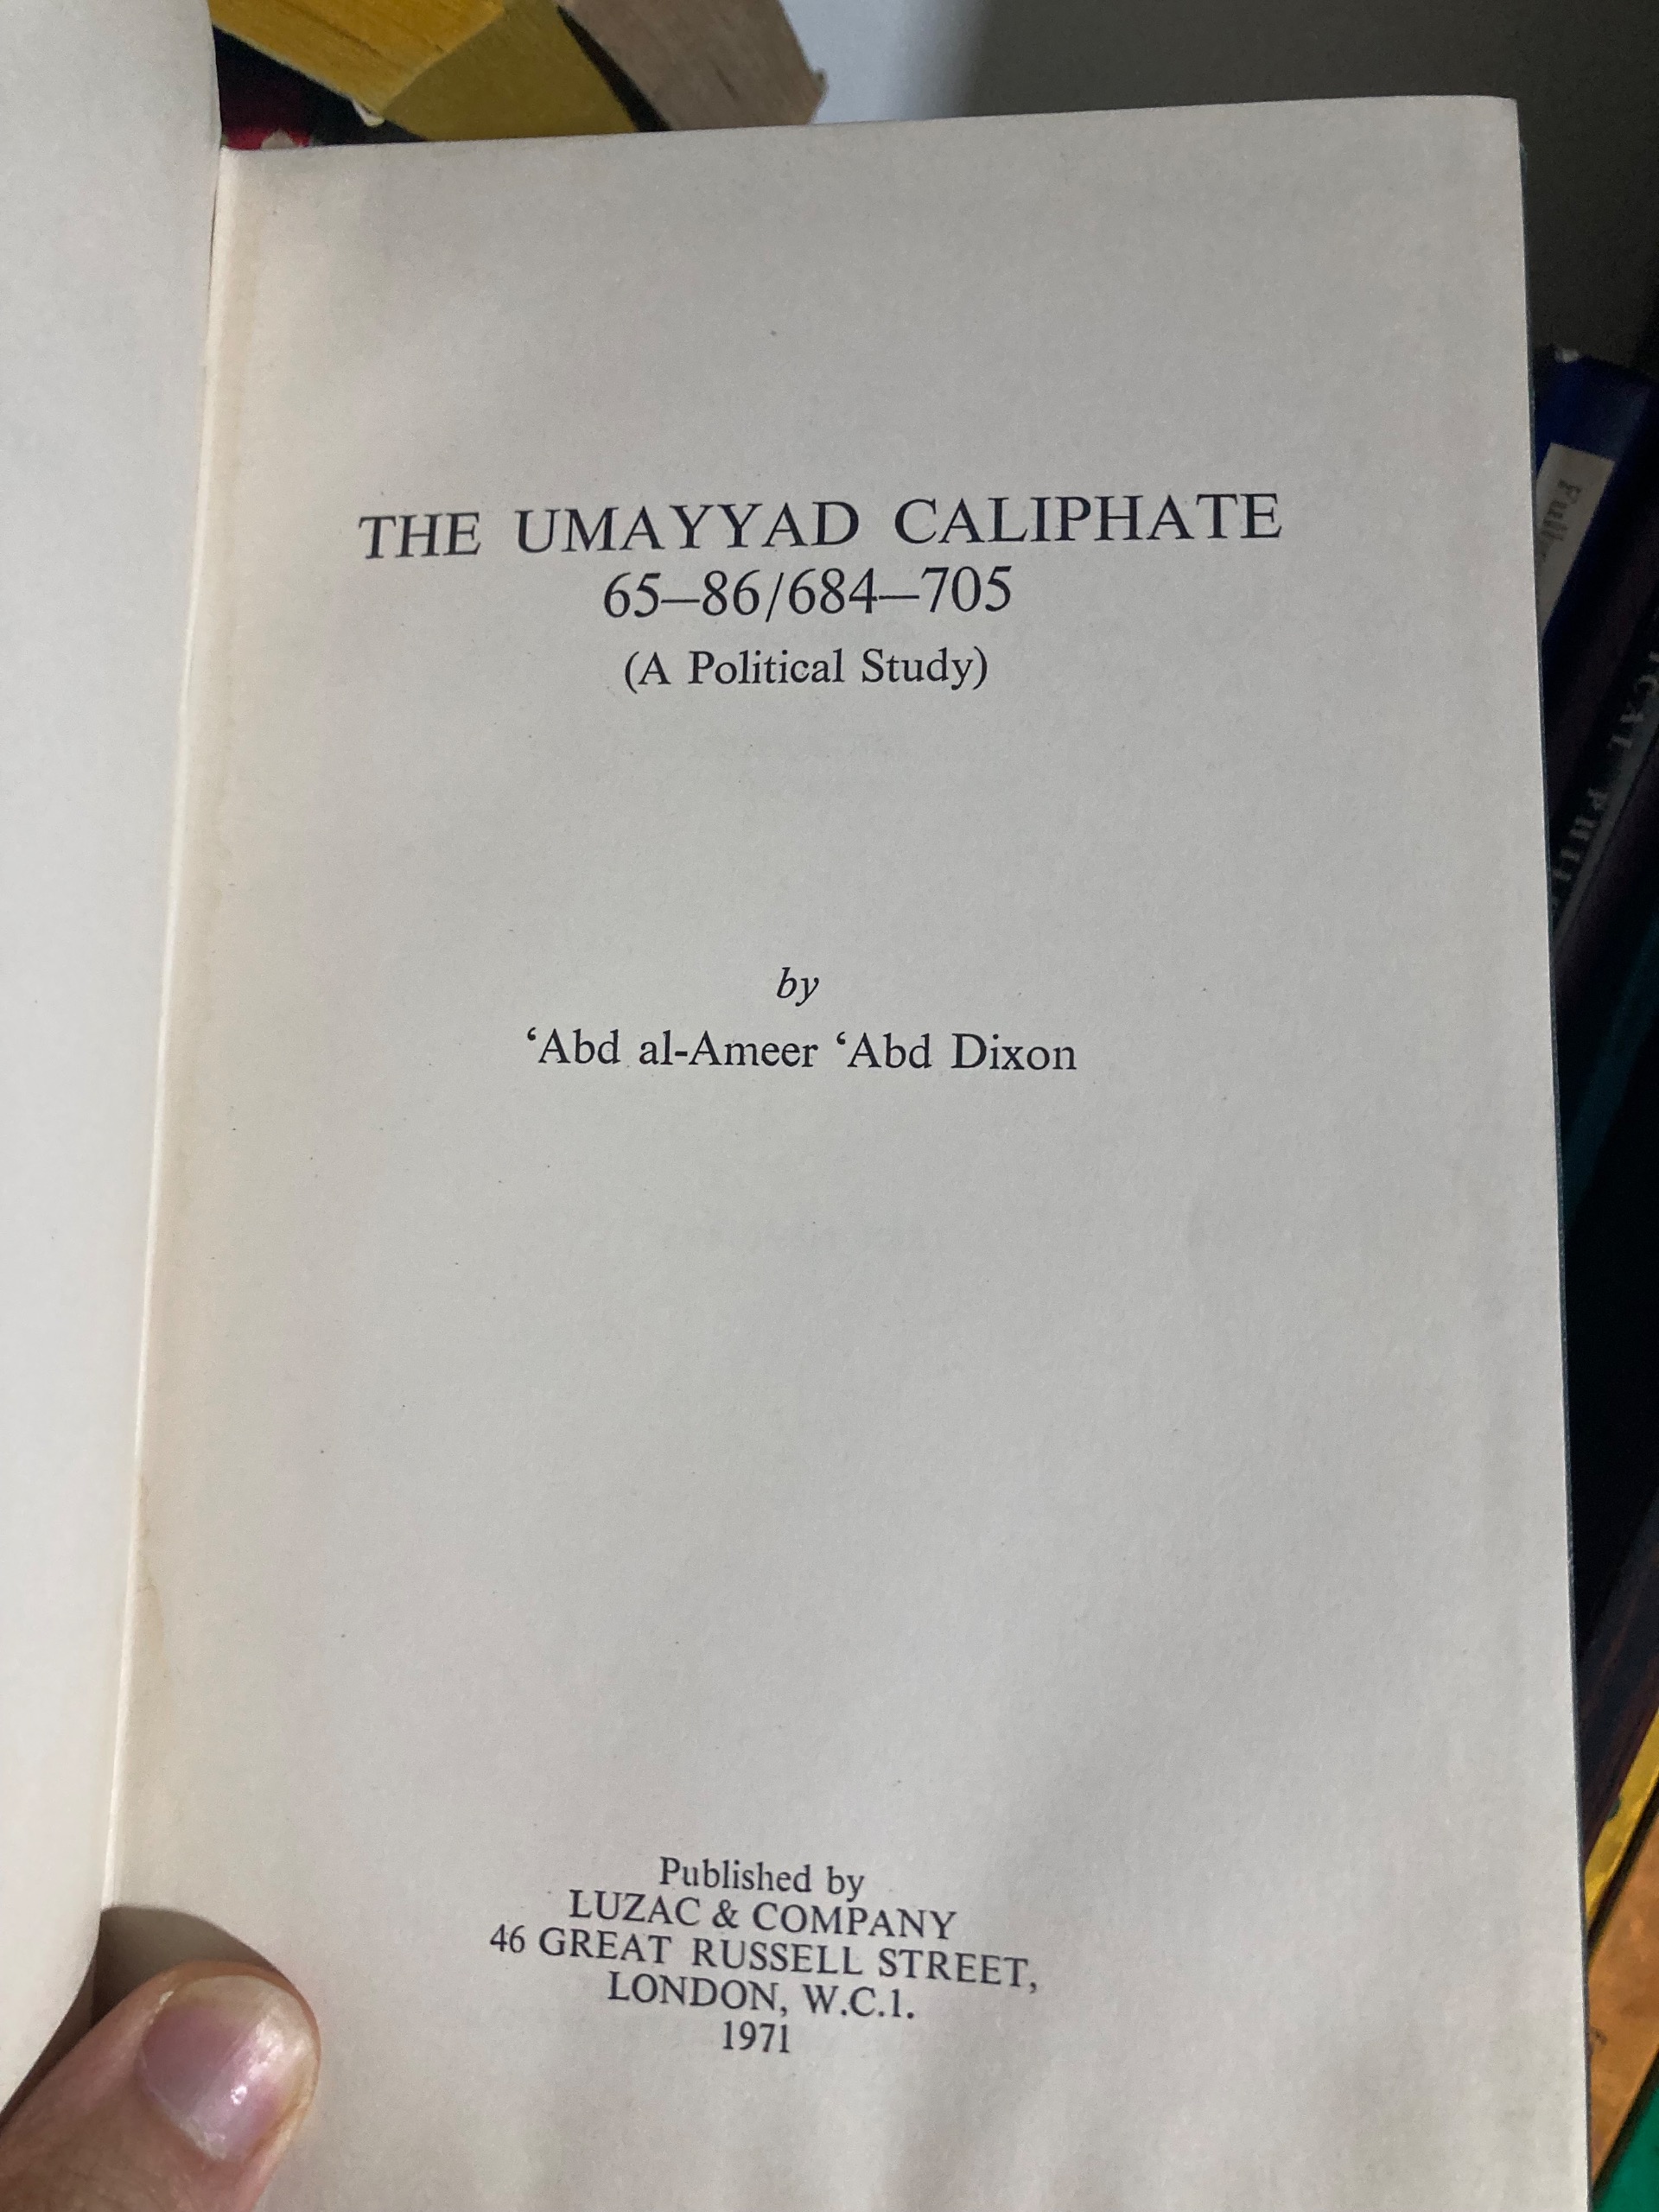 THE UMAYYAD CALIPHATE
65–86/684–705
(A Political Study)
by
‘Abd al-Ameer ‘Abd Dixon
Published by
LUZAC & COMPANY
46 GREAT RUSSELL STREET,
LONDON, W.C.1.
1971